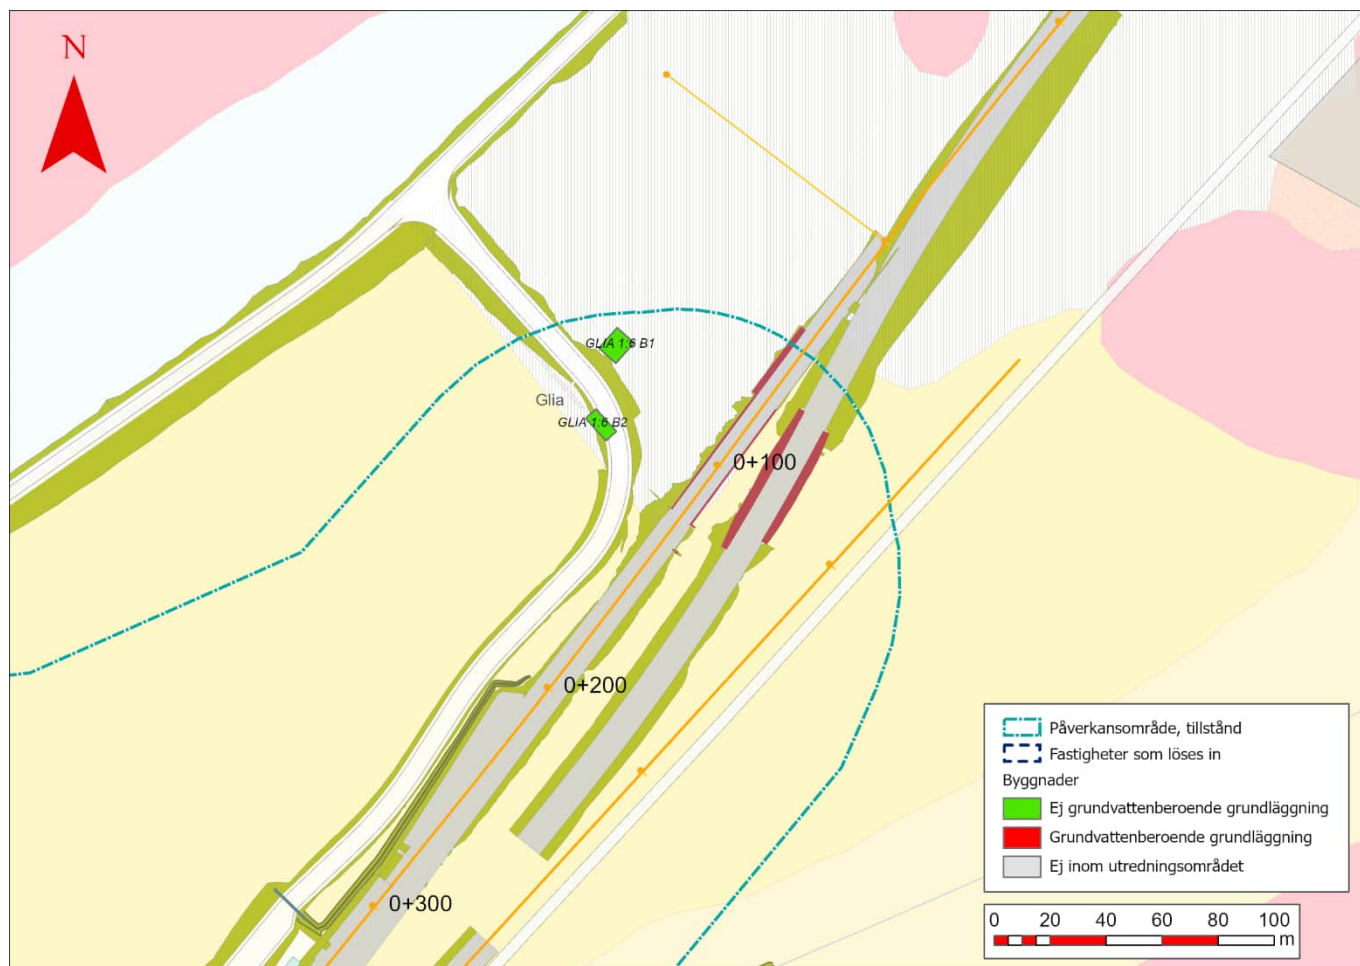 N
GLIA 1:6 B1
Glia
GLIA 1:6 B2
0+100
0+200
0+300
Påverkansområde, tillstånd
Fastigheter som löses in
Byggnader
Ej grundvattenberoende grundläggning
Grundvattenberoende grundläggning
Ej inom utredningsområdet
0 20 40 60 80 100
m